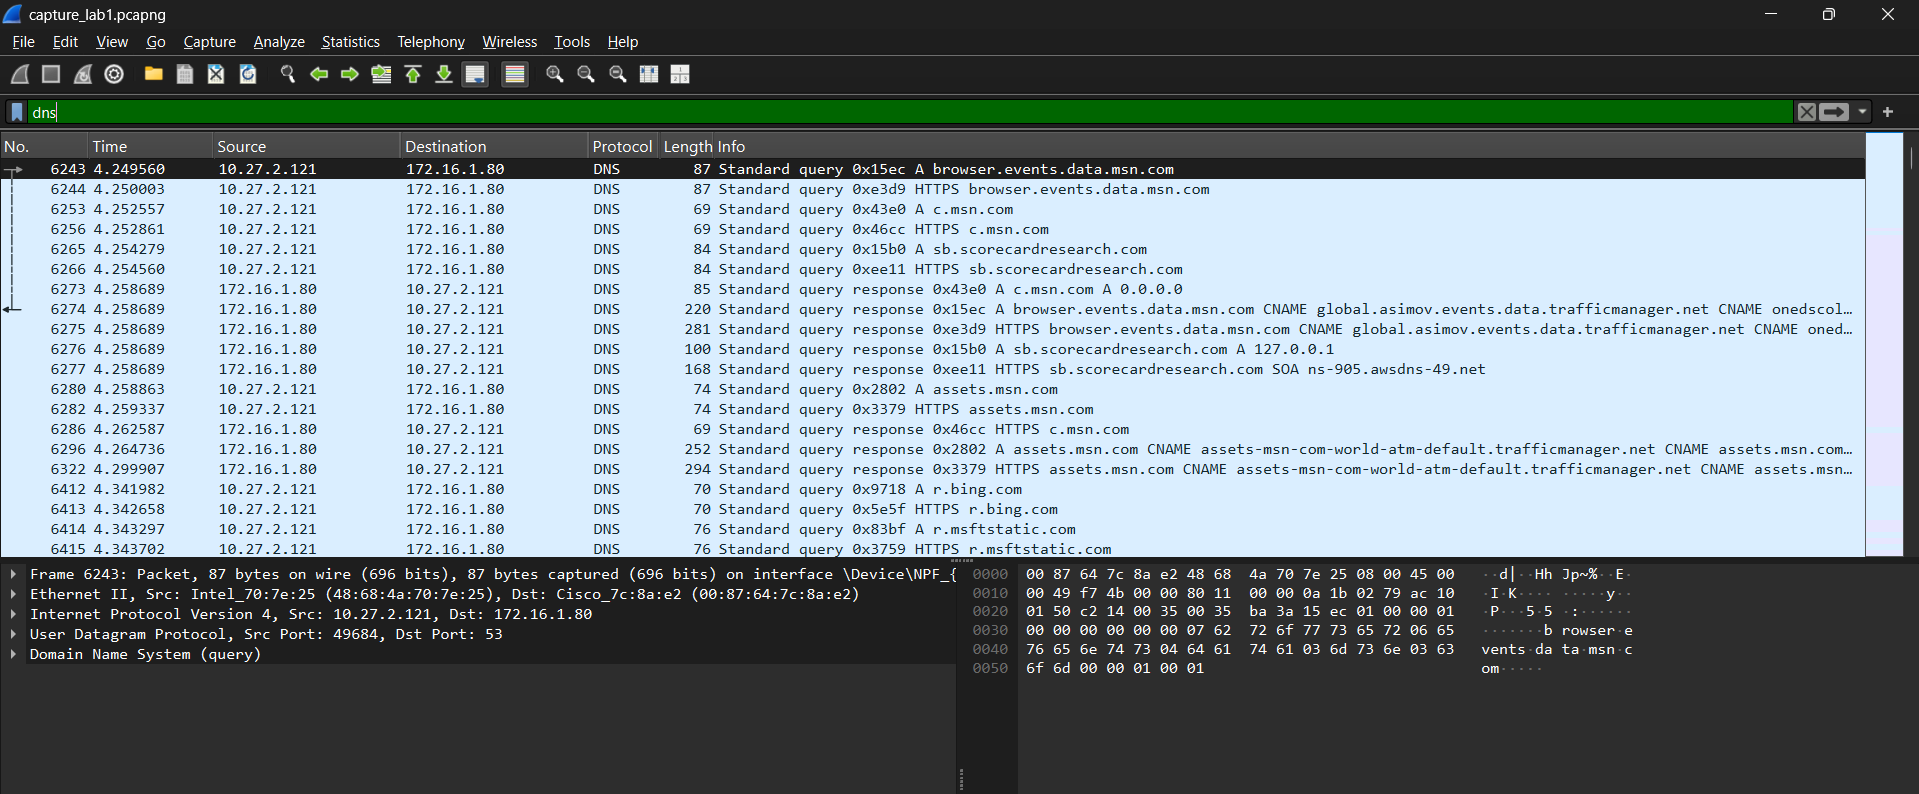 capture_lab1.pcapng
File Edit View Go Capture Analyze Statistics Telephony Wireless Tools Help
dns
No. Time Source Destination Protocol Length Info
6243 4.249560 10.27.2.121 172.16.1.80 DNS 87 Standard query 0x15ec A browser.events.data.msn.com
6244 4.250003 10.27.2.121 172.16.1.80 DNS 87 Standard query 0xe3d9 HTTPS browser.events.data.msn.com
6253 4.252557 10.27.2.121 172.16.1.80 DNS 69 Standard query 0x43e0 A c.msn.com
6256 4.252861 10.27.2.121 172.16.1.80 DNS 69 Standard query 0x46cc HTTPS c.msn.com
6265 4.254279 10.27.2.121 172.16.1.80 DNS 84 Standard query 0x15b0 A sb.scorecardresearch.com
6266 4.254560 10.27.2.121 172.16.1.80 DNS 84 Standard query 0xee11 HTTPS sb.scorecardresearch.com
6273 4.258689 172.16.1.80 10.27.2.121 DNS 85 Standard query response 0x43e0 A c.msn.com A 0.0.0.0
6274 4.258689 172.16.1.80 10.27.2.121 DNS 220 Standard query response 0x15ec A browser.events.data.msn.com CNAME global.asimov.events.data.trafficmanager.net CNAME onedscol…
6275 4.258689 172.16.1.80 10.27.2.121 DNS 281 Standard query response 0xe3d9 HTTPS browser.events.data.msn.com CNAME global.asimov.events.data.trafficmanager.net CNAME oned…
6276 4.258689 172.16.1.80 10.27.2.121 DNS 100 Standard query response 0x15b0 A sb.scorecardresearch.com A 127.0.0.1
6277 4.258689 172.16.1.80 10.27.2.121 DNS 168 Standard query response 0xee11 HTTPS sb.scorecardresearch.com SOA ns-905.awsdns-49.net
6280 4.258863 10.27.2.121 172.16.1.80 DNS 74 Standard query 0x2802 A assets.msn.com
6282 4.259337 10.27.2.121 172.16.1.80 DNS 74 Standard query 0x3379 HTTPS assets.msn.com
6286 4.262587 172.16.1.80 10.27.2.121 DNS 69 Standard query response 0x46cc HTTPS c.msn.com
6296 4.264736 172.16.1.80 10.27.2.121 DNS 252 Standard query response 0x2802 A assets.msn.com CNAME assets-msn-com-world-atm-default.trafficmanager.net CNAME assets.msn.com…
6322 4.299907 172.16.1.80 10.27.2.121 DNS 294 Standard query response 0x3379 HTTPS assets.msn.com CNAME assets-msn-com-world-atm-default.trafficmanager.net CNAME assets.msn…
6412 4.341982 10.27.2.121 172.16.1.80 DNS 70 Standard query 0x9718 A r.bing.com
6413 4.342658 10.27.2.121 172.16.1.80 DNS 70 Standard query 0x5e5f HTTPS r.bing.com
6414 4.343297 10.27.2.121 172.16.1.80 DNS 76 Standard query 0x83bf A r.msftstatic.com
6415 4.343702 10.27.2.121 172.16.1.80 DNS 76 Standard query 0x3759 HTTPS r.msftstatic.com
Frame 6243: Packet, 87 bytes on wire (696 bits), 87 bytes captured (696 bits) on interface \Device\NPF_{
Ethernet II, Src: Intel_70:7e:25 (48:68:4a:70:7e:25), Dst: Cisco_7c:8a:e2 (00:87:64:7c:8a:e2)
Internet Protocol Version 4, Src: 10.27.2.121, Dst: 172.16.1.80
User Datagram Protocol, Src Port: 49684, Dst Port: 53
Domain Name System (query)
0000 00 87 64 7c 8a e2 48 68 4a 70 7e 25 08 00 45 00 ··d|··Hh Jp~%··E·
0010 00 49 f7 4b 00 00 80 11 00 00 0a 1b 02 79 ac 10 ·I·K···· ·····y··
0020 01 50 c2 14 00 35 00 35 ba 3a 15 ec 01 00 00 01 ·P···5·5 ·:······
0030 00 00 00 00 00 00 07 62 72 6f 77 73 65 72 06 65 ·······b rowser·e
0040 76 65 6e 74 73 04 64 61 74 61 03 6d 73 6e 03 63 vents·da ta·msn·c
0050 6f 6d 00 00 01 00 01 om·····